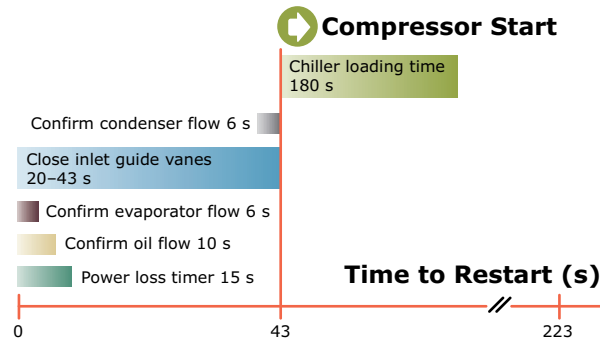 Compressor Start
Chiller loading time
180 s
Confirm condenser flow 6 s
Close inlet guide vanes
20–43 s
Confirm evaporator flow 6 s
Confirm oil flow 10 s
Power loss timer 15 s
Time to Restart (s)
0
43
223